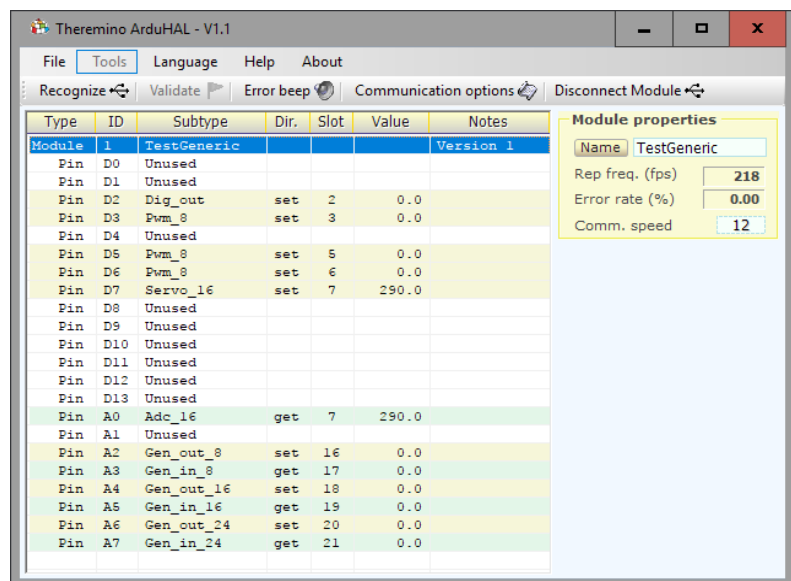 Theremino ArduHAL - V1.1
File Tools Language Help About
Recognize Validate Error beep Communication options Disconnect Module
Type ID Subtype Dir. Slot Value Notes
Module 1 TestGeneric Version 1
Pin D0 Unused
Pin D1 Unused
Pin D2 Dig_out set 2 0.0
Pin D3 Pwm_8 set 3 0.0
Pin D4 Unused
Pin D5 Pwm_8 set 5 0.0
Pin D6 Pwm_8 set 6 0.0
Pin D7 Servo_16 set 7 290.0
Pin D8 Unused
Pin D9 Unused
Pin D10 Unused
Pin D11 Unused
Pin D12 Unused
Pin D13 Unused
Pin A0 Adc_16 get 7 290.0
Pin A1 Unused
Pin A2 Gen_out_8 set 16 0.0
Pin A3 Gen_in_8 get 17 0.0
Pin A4 Gen_out_16 set 18 0.0
Pin A5 Gen_in_16 get 19 0.0
Pin A6 Gen_out_24 set 20 0.0
Pin A7 Gen_in_24 get 21 0.0
Module properties
Name TestGeneric
Rep freq. (fps) 218
Error rate (%) 0.00
Comm. speed 12